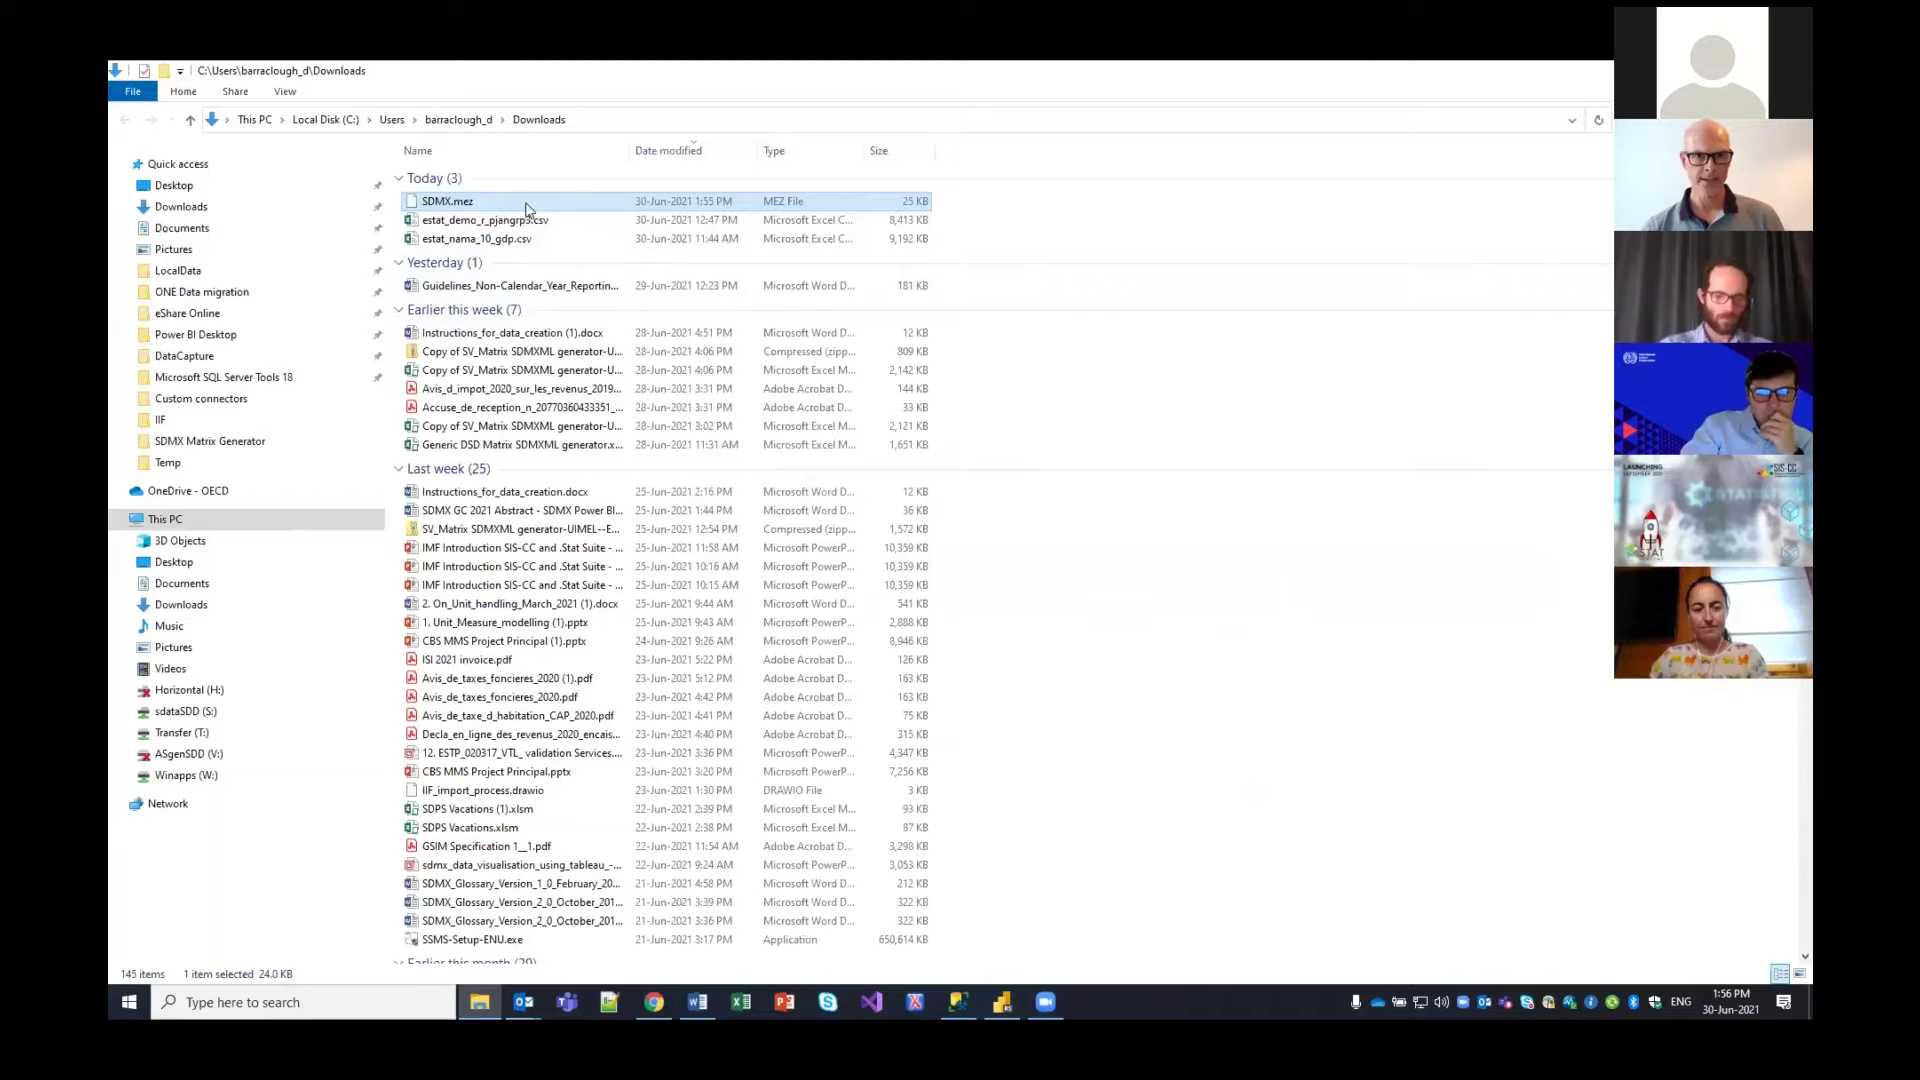 C:\Users\barraclough_d\Downloads
File Home Share View
This PC Local Disk (C:) Users barraclough_d Downloads
Name Date modified Type Size
Quick access
Desktop
Downloads
Documents
Pictures
LocalData
ONE Data migration
eShare Online
Power BI Desktop
DataCapture
Microsoft SQL Server Tools 18
Custom connectors
IIF
SDMX Matrix Generator
Temp
OneDrive - OECD
This PC
3D Objects
Desktop
Documents
Downloads
Music
Pictures
Videos
Horizontal (H:)
sdataSDD (S:)
Transfer (T:)
ASgenSDD (V:)
Winapps (W:)
Network
Today (3)
SDMX.mez 30-Jun-2021 1:55 PM MEZ File 25 KB
estat_demo_r_pjangrp3.csv 30-Jun-2021 12:47 PM Microsoft Excel C... 8,413 KB
estat_nama_10_gdp.csv 30-Jun-2021 11:44 AM Microsoft Excel C... 9,192 KB
Yesterday (1)
Guidelines_Non-Calendar_Year_Reportin... 29-Jun-2021 12:23 PM Microsoft Word D... 181 KB
Earlier this week (7)
Instructions_for_data_creation (1).docx 28-Jun-2021 4:51 PM Microsoft Word D... 12 KB
Copy of SV_Matrix SDMXML generator-U... 28-Jun-2021 4:06 PM Compressed (zipp... 809 KB
Copy of SV_Matrix SDMXML generator-U... 28-Jun-2021 4:06 PM Microsoft Excel M... 2,142 KB
Avis_d_impot_2020_sur_les_revenus_2019... 28-Jun-2021 3:31 PM Adobe Acrobat D... 144 KB
Accuse_de_reception_n_20770360433351_... 28-Jun-2021 3:31 PM Adobe Acrobat D... 33 KB
Copy of SV_Matrix SDMXML generator-U... 28-Jun-2021 3:02 PM Microsoft Excel M... 2,121 KB
Generic DSD Matrix SDMXML generator.x... 28-Jun-2021 11:31 AM Microsoft Excel M... 1,651 KB
Last week (25)
Instructions_for_data_creation.docx 25-Jun-2021 2:16 PM Microsoft Word D... 12 KB
SDMX GC 2021 Abstract - SDMX Power BI... 25-Jun-2021 1:44 PM Microsoft Word D... 36 KB
SV_Matrix SDMXML generator-UIMEL--E... 25-Jun-2021 12:54 PM Compressed (zipp... 1,572 KB
IMF Introduction SIS-CC and .Stat Suite - ... 25-Jun-2021 11:58 AM Microsoft PowerP... 10,359 KB
IMF Introduction SIS-CC and .Stat Suite - ... 25-Jun-2021 10:16 AM Microsoft PowerP... 10,359 KB
IMF Introduction SIS-CC and .Stat Suite - ... 25-Jun-2021 10:15 AM Microsoft PowerP... 10,359 KB
2. On_Unit_handling_March_2021 (1).docx 25-Jun-2021 9:44 AM Microsoft Word D... 541 KB
1. Unit_Measure_modelling (1).pptx 25-Jun-2021 9:43 AM Microsoft PowerP... 2,888 KB
CBS MMS Project Principal (1).pptx 24-Jun-2021 9:26 AM Microsoft PowerP... 8,946 KB
ISI 2021 invoice.pdf 23-Jun-2021 5:22 PM Adobe Acrobat D... 126 KB
Avis_de_taxes_foncieres_2020 (1).pdf 23-Jun-2021 5:12 PM Adobe Acrobat D... 163 KB
Avis_de_taxes_foncieres_2020.pdf 23-Jun-2021 4:42 PM Adobe Acrobat D... 163 KB
Avis_de_taxe_d_habitation_CAP_2020.pdf 23-Jun-2021 4:41 PM Adobe Acrobat D... 75 KB
Decla_en_ligne_des_revenus_2020_encais... 23-Jun-2021 4:40 PM Adobe Acrobat D... 315 KB
12. ESTP_020317_VTL_ validation Services.... 23-Jun-2021 3:36 PM Microsoft PowerP... 4,347 KB
CBS MMS Project Principal.pptx 23-Jun-2021 3:20 PM Microsoft PowerP... 7,256 KB
IIF_import_process.drawio 23-Jun-2021 1:30 PM DRAWIO File 3 KB
SDPS Vacations (1).xlsm 22-Jun-2021 2:39 PM Microsoft Excel M... 93 KB
SDPS Vacations.xlsm 22-Jun-2021 2:38 PM Microsoft Excel M... 87 KB
GSIM Specification 1__1.pdf 22-Jun-2021 11:54 AM Adobe Acrobat D... 3,298 KB
sdmx_data_visualisation_using_tableau_-... 22-Jun-2021 9:24 AM Microsoft PowerP... 3,053 KB
SDMX_Glossary_Version_1_0_February_20... 21-Jun-2021 4:58 PM Microsoft Word D... 212 KB
SDMX_Glossary_Version_2_0_October_201... 21-Jun-2021 3:39 PM Microsoft Word D... 322 KB
SDMX_Glossary_Version_2_0_October_201... 21-Jun-2021 3:36 PM Microsoft Word D... 322 KB
SSMS-Setup-ENU.exe 21-Jun-2021 3:17 PM Application 650,614 KB
Earlier this month (29)
145 items 1 item selected 24.0 KB
Type here to search
ENG
1:56 PM
30-Jun-2021
LAUNCHING
SIS-CC
STAT